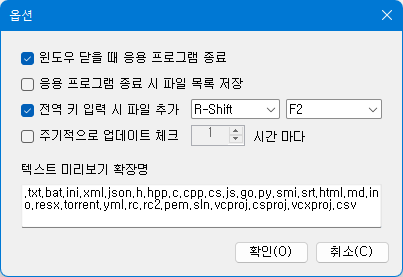 옵션
윈도우 닫을 때 응용 프로그램 종료
응용 프로그램 종료 시 파일 목록 저장
전역 키 입력 시 파일 추가 R-Shift F2
주기적으로 업데이트 체크 1 시간 마다
텍스트 미리보기 확장명
.txt,bat,ini,xml,json,h,hpp,c,cpp,cs,js,go,py,smi,srt,html,md,in
o,resx,torrent,yml,rc,rc2,pem,sln,vcproj,csproj,vcxproj,csv
확인(O) 취소(C)